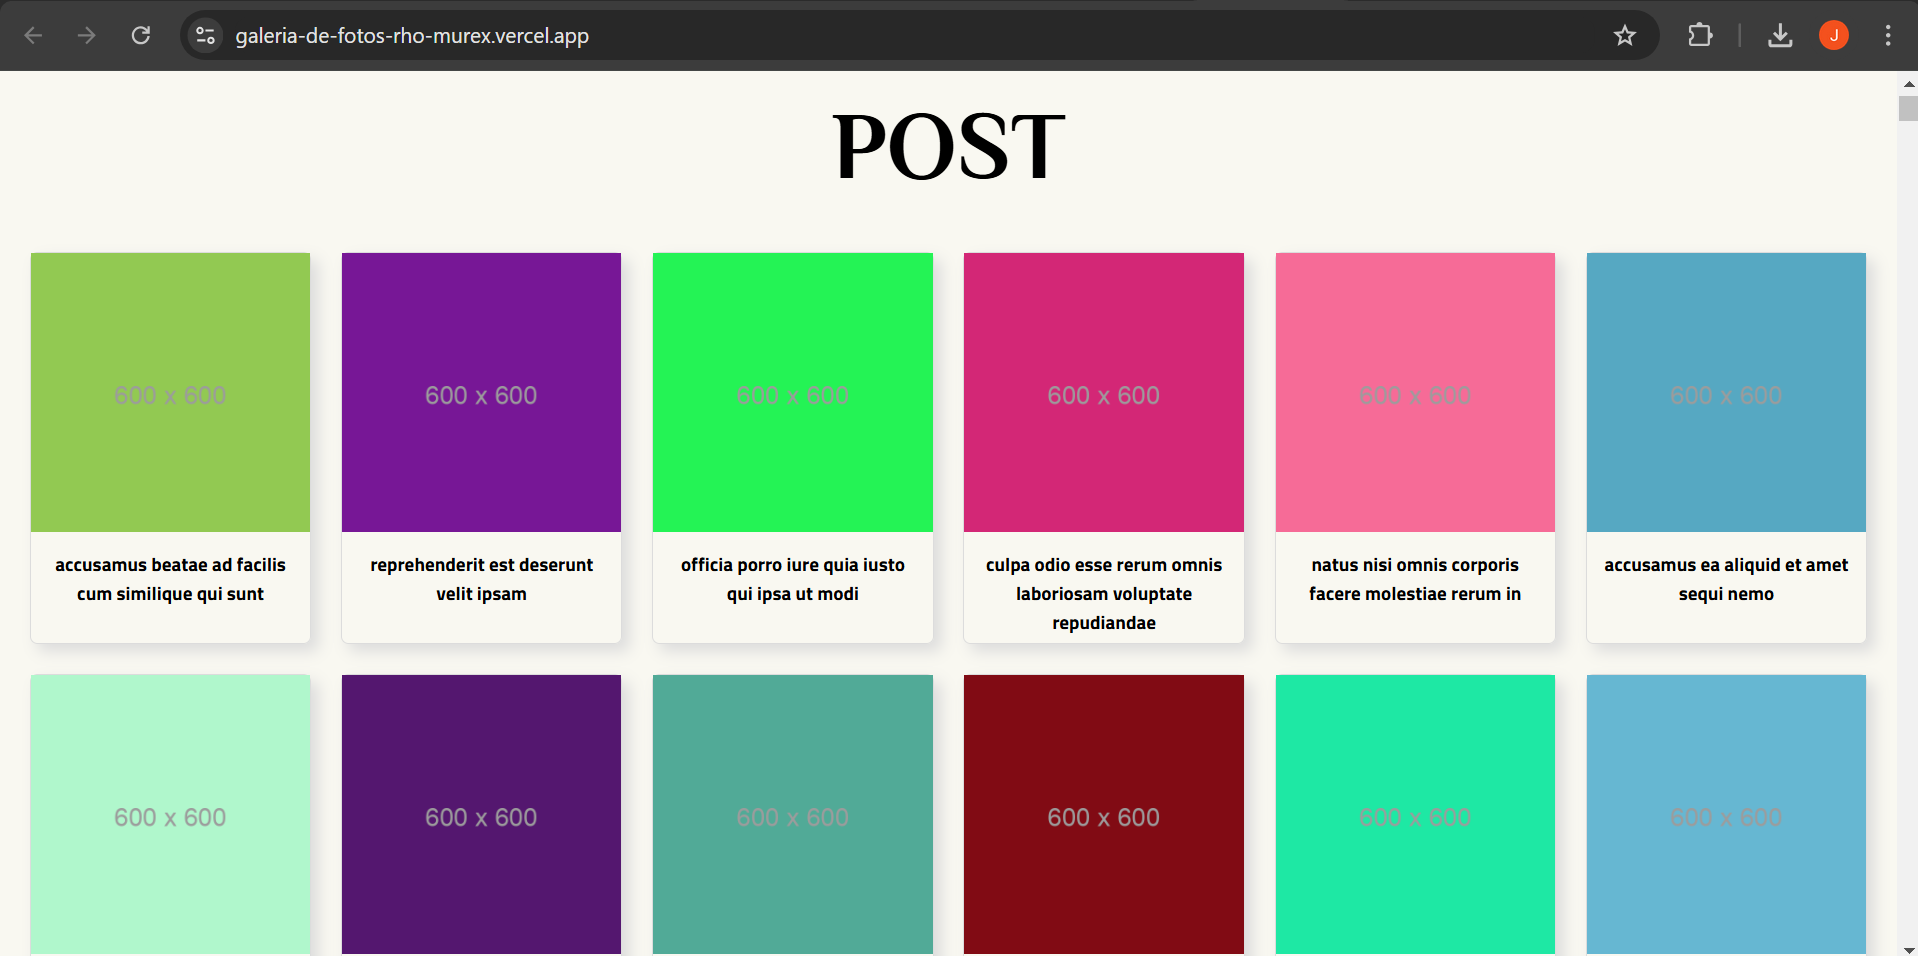 galeria-de-fotos-rho-murex.vercel.app
J
POST
600 x 600
600 x 600
600 x 600
600 x 600
600 x 600
600 x 600
accusamus beatae ad facilis
cum similique qui sunt
reprehenderit est deserunt
velit ipsam
officia porro iure quia iusto
qui ipsa ut modi
culpa odio esse rerum omnis
laboriosam voluptate
repudiandae
natus nisi omnis corporis
facere molestiae rerum in
accusamus ea aliquid et amet
sequi nemo
600 x 600
600 x 600
600 x 600
600 x 600
600 x 600
600 x 600